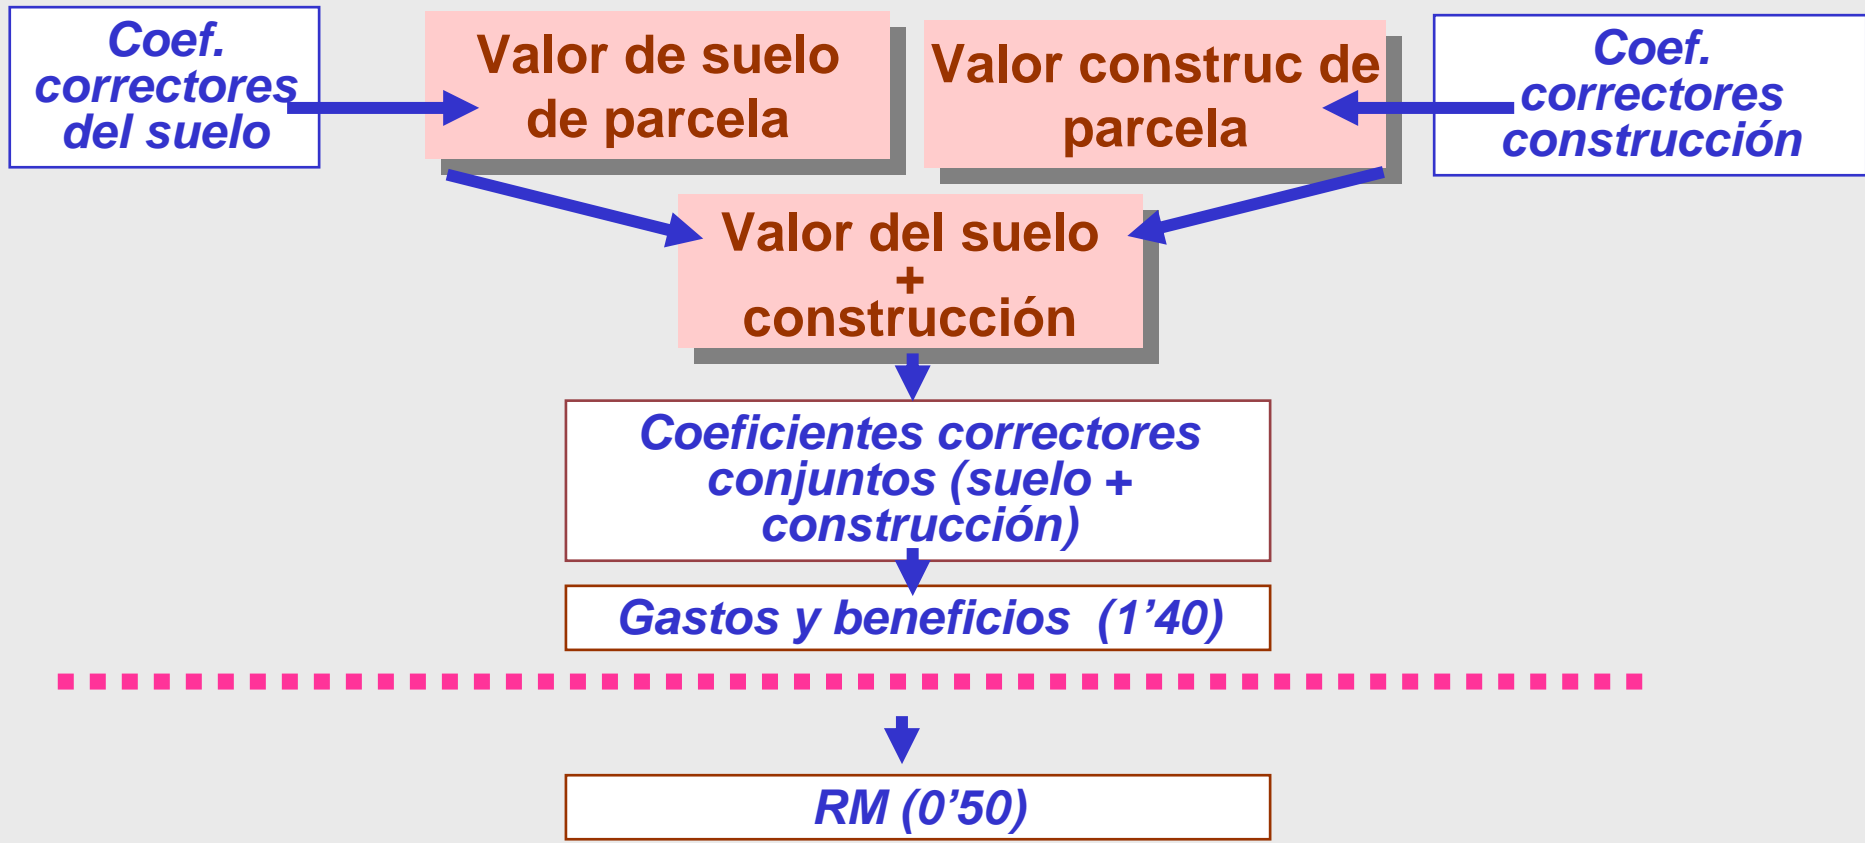 Coef.
correctores
del suelo
Valor de suelo
de parcela
Valor construc de
parcela
Coef.
correctores
construcción
Valor del suelo
+
construcción
Coeficientes correctores
conjuntos (suelo +
construcción)
Gastos y beneficios (1’40)
RM (0’50)